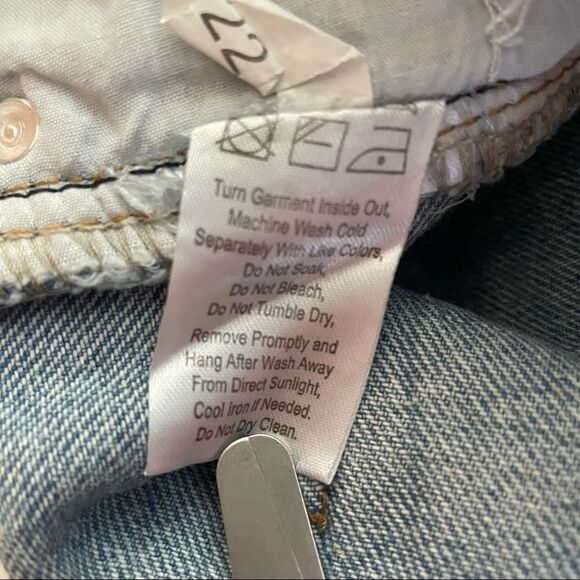 22
Turn Garment Inside Out,
Machine Wash Cold
Separately With Like Colors,
Do Not Soak,
Do Not Bleach,
Do Not Tumble Dry,
Remove Promptly and
Hang After Wash Away
From Direct Sunlight,
Cool Iron If Needed.
Do Not Dry Clean.